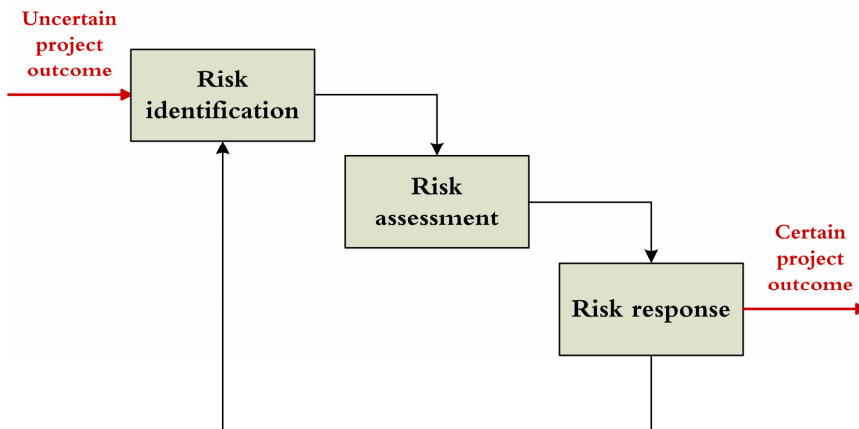 Uncertain
project
outcome
Risk
identification
Risk
assessment
Risk response
Certain
project
outcome